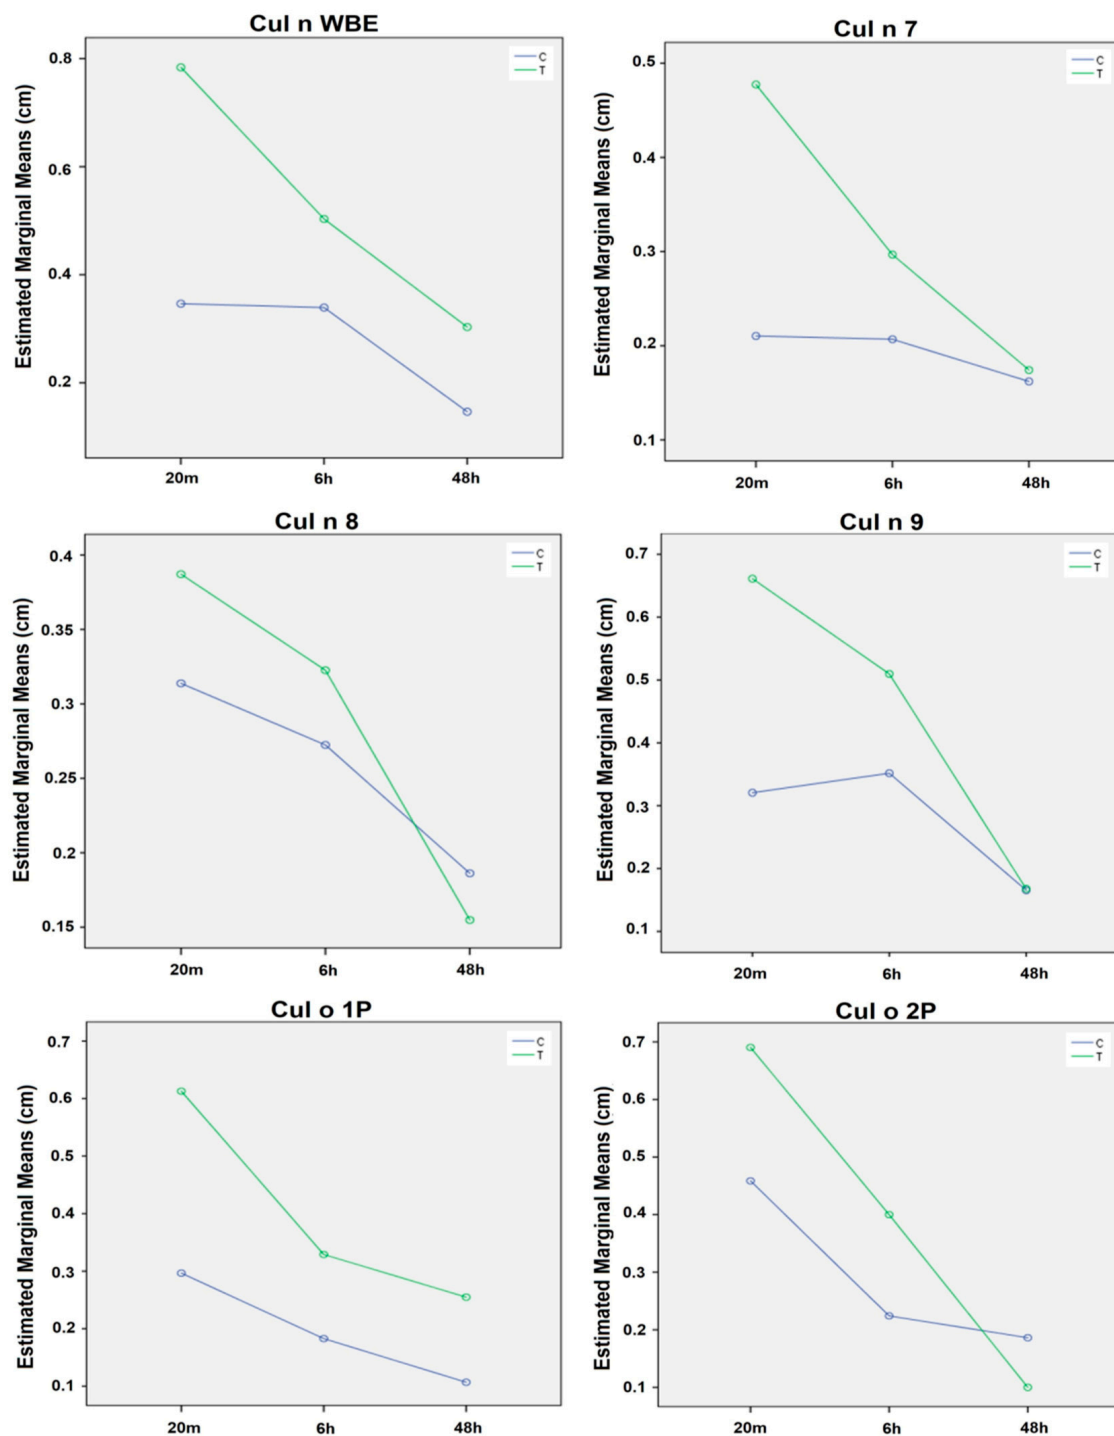 Cul n WBE
C
T
Estimated Marginal Means (cm)
0.8
0.6
0.4
0.2
20m
6h
48h
Cul n 7
C
T
Estimated Marginal Means (cm)
0.5
0.4
0.3
0.2
0.1
20m
6h
48h
Cul n 8
C
T
Estimated Marginal Means (cm)
0.4
0.35
0.3
0.25
0.2
0.15
20m
6h
48h
Cul n 9
C
T
Estimated Marginal Means (cm)
0.7
0.6
0.5
0.4
0.3
0.2
0.1
20m
6h
48h
Cul o 1P
C
T
Estimated Marginal Means (cm)
0.7
0.6
0.5
0.4
0.3
0.2
0.1
20m
6h
48h
Cul o 2P
C
T
Estimated Marginal Means (cm)
0.7
0.6
0.5
0.4
0.3
0.2
0.1
20m
6h
48h